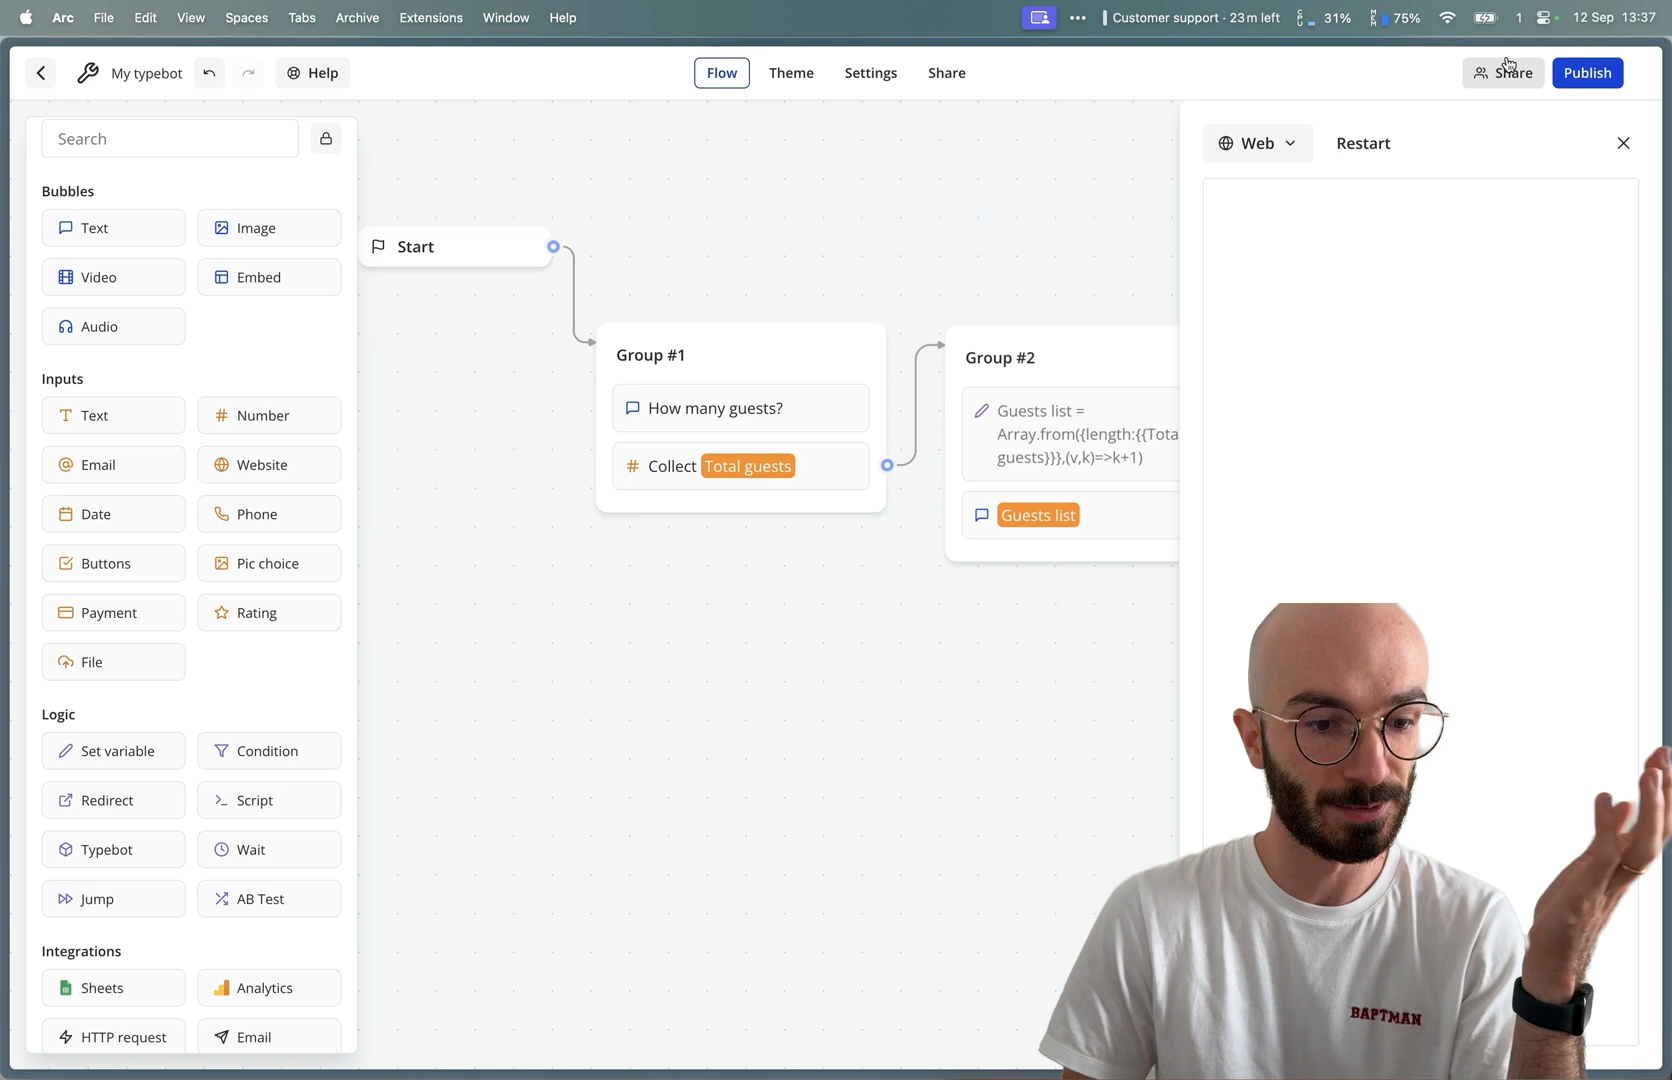 Arc File Edit View Spaces Tabs Archive Extensions Window Help
Customer support · 23 m left CPU 31% MEM 75% 1 12 Sep 13:37
My typebot Help
Flow Theme Settings Share
Share Publish
Search
Bubbles
Text Image
Video Embed
Audio
Inputs
Text Number
Email Website
Date Phone
Buttons Pic choice
Payment Rating
File
Logic
Set variable Condition
Redirect Script
Typebot Wait
Jump AB Test
Integrations
Sheets Analytics
HTTP request Email
Start
Group #1
How many guests?
Collect Total guests
Group #2
Guests list =
Array.from({length:{{Tota
guests}}},(v,k)=>k+1)
Guests list
Web Restart
BAPTMAN